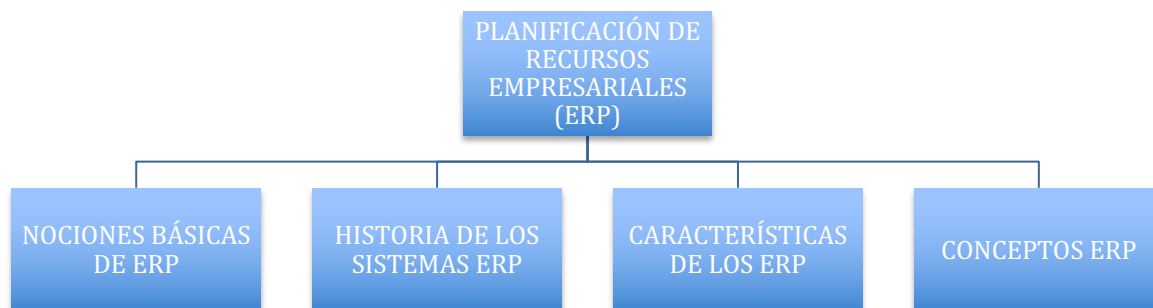 PLANIFICACIÓN DE
RECURSOS
EMPRESARIALES
(ERP)
NOCIONES BÁSICAS
DE ERP
HISTORIA DE LOS
SISTEMAS ERP
CARACTERÍSTICAS
DE LOS ERP
CONCEPTOS ERP